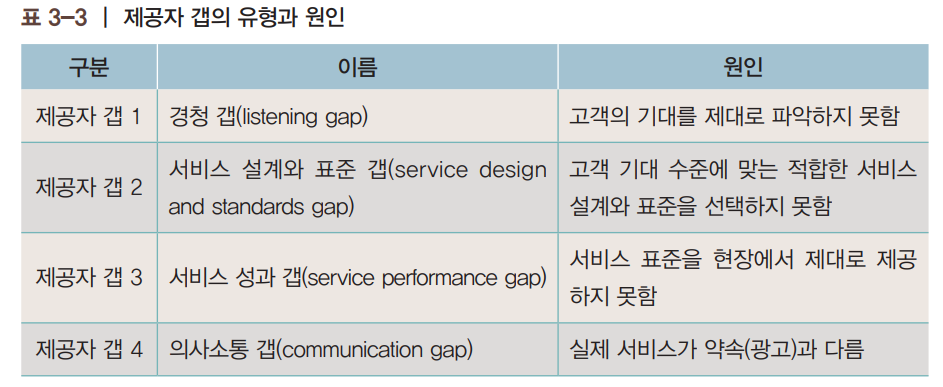 표 3-3 | 제공자 갭의 유형과 원인
구분 이름 원인
제공자 갭 1 경청 갭(listening gap) 고객의 기대를 제대로 파악하지 못함
제공자 갭 2 서비스 설계와 표준 갭(service design
and standards gap) 고객 기대 수준에 맞는 적합한 서비스
설계와 표준을 선택하지 못함
제공자 갭 3 서비스 성과 갭(service performance gap) 서비스 표준을 현장에서 제대로 제공
하지 못함
제공자 갭 4 의사소통 갭(communication gap) 실제 서비스가 약속(광고)과 다름